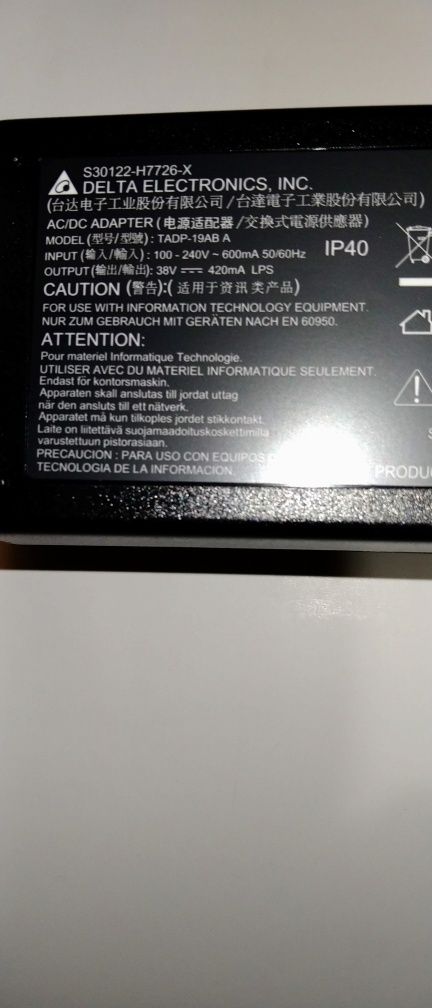 S30122-H7726-X
DELTA ELECTRONICS, INC.
(台达电子工业股份有限公司/台達電子工業股份有限公司)
AC/DC ADAPTER (电源适配器/交換式電源供應器)
MODEL (型号/型號) : TADP-19AB A
INPUT (输入/輸入) : 100 - 240V ~ 600mA 50/60Hz
IP40
OUTPUT(输出/輸出): 38V ⎓ 420mA LPS
CAUTION (警告):( 适用于资讯类产品)
FOR USE WITH INFORMATION TECHNOLOGY EQUIPMENT.
NUR ZUM GEBRAUCH MIT GERÄTEN NACH EN 60950.
ATTENTION:
Pour materiel Informatique Technologie.
UTILISER AVEC DU MATERIEL INFORMATIQUE SEULEMENT.
Endast för kontorsmaskin.
Apparaten skall anslutas till jordat uttag
när den ansluts till ett nätverk.
Apparatet må kun tilkoples jordet stikkontakt.
Laite on liitettävä suojamaadoituskoskettimilla
varustettuun pistorasiaan.
PRECAUCION : PARA USO CON EQUIPOS
TECNOLOGIA DE LA INFORMACION.
PRODU